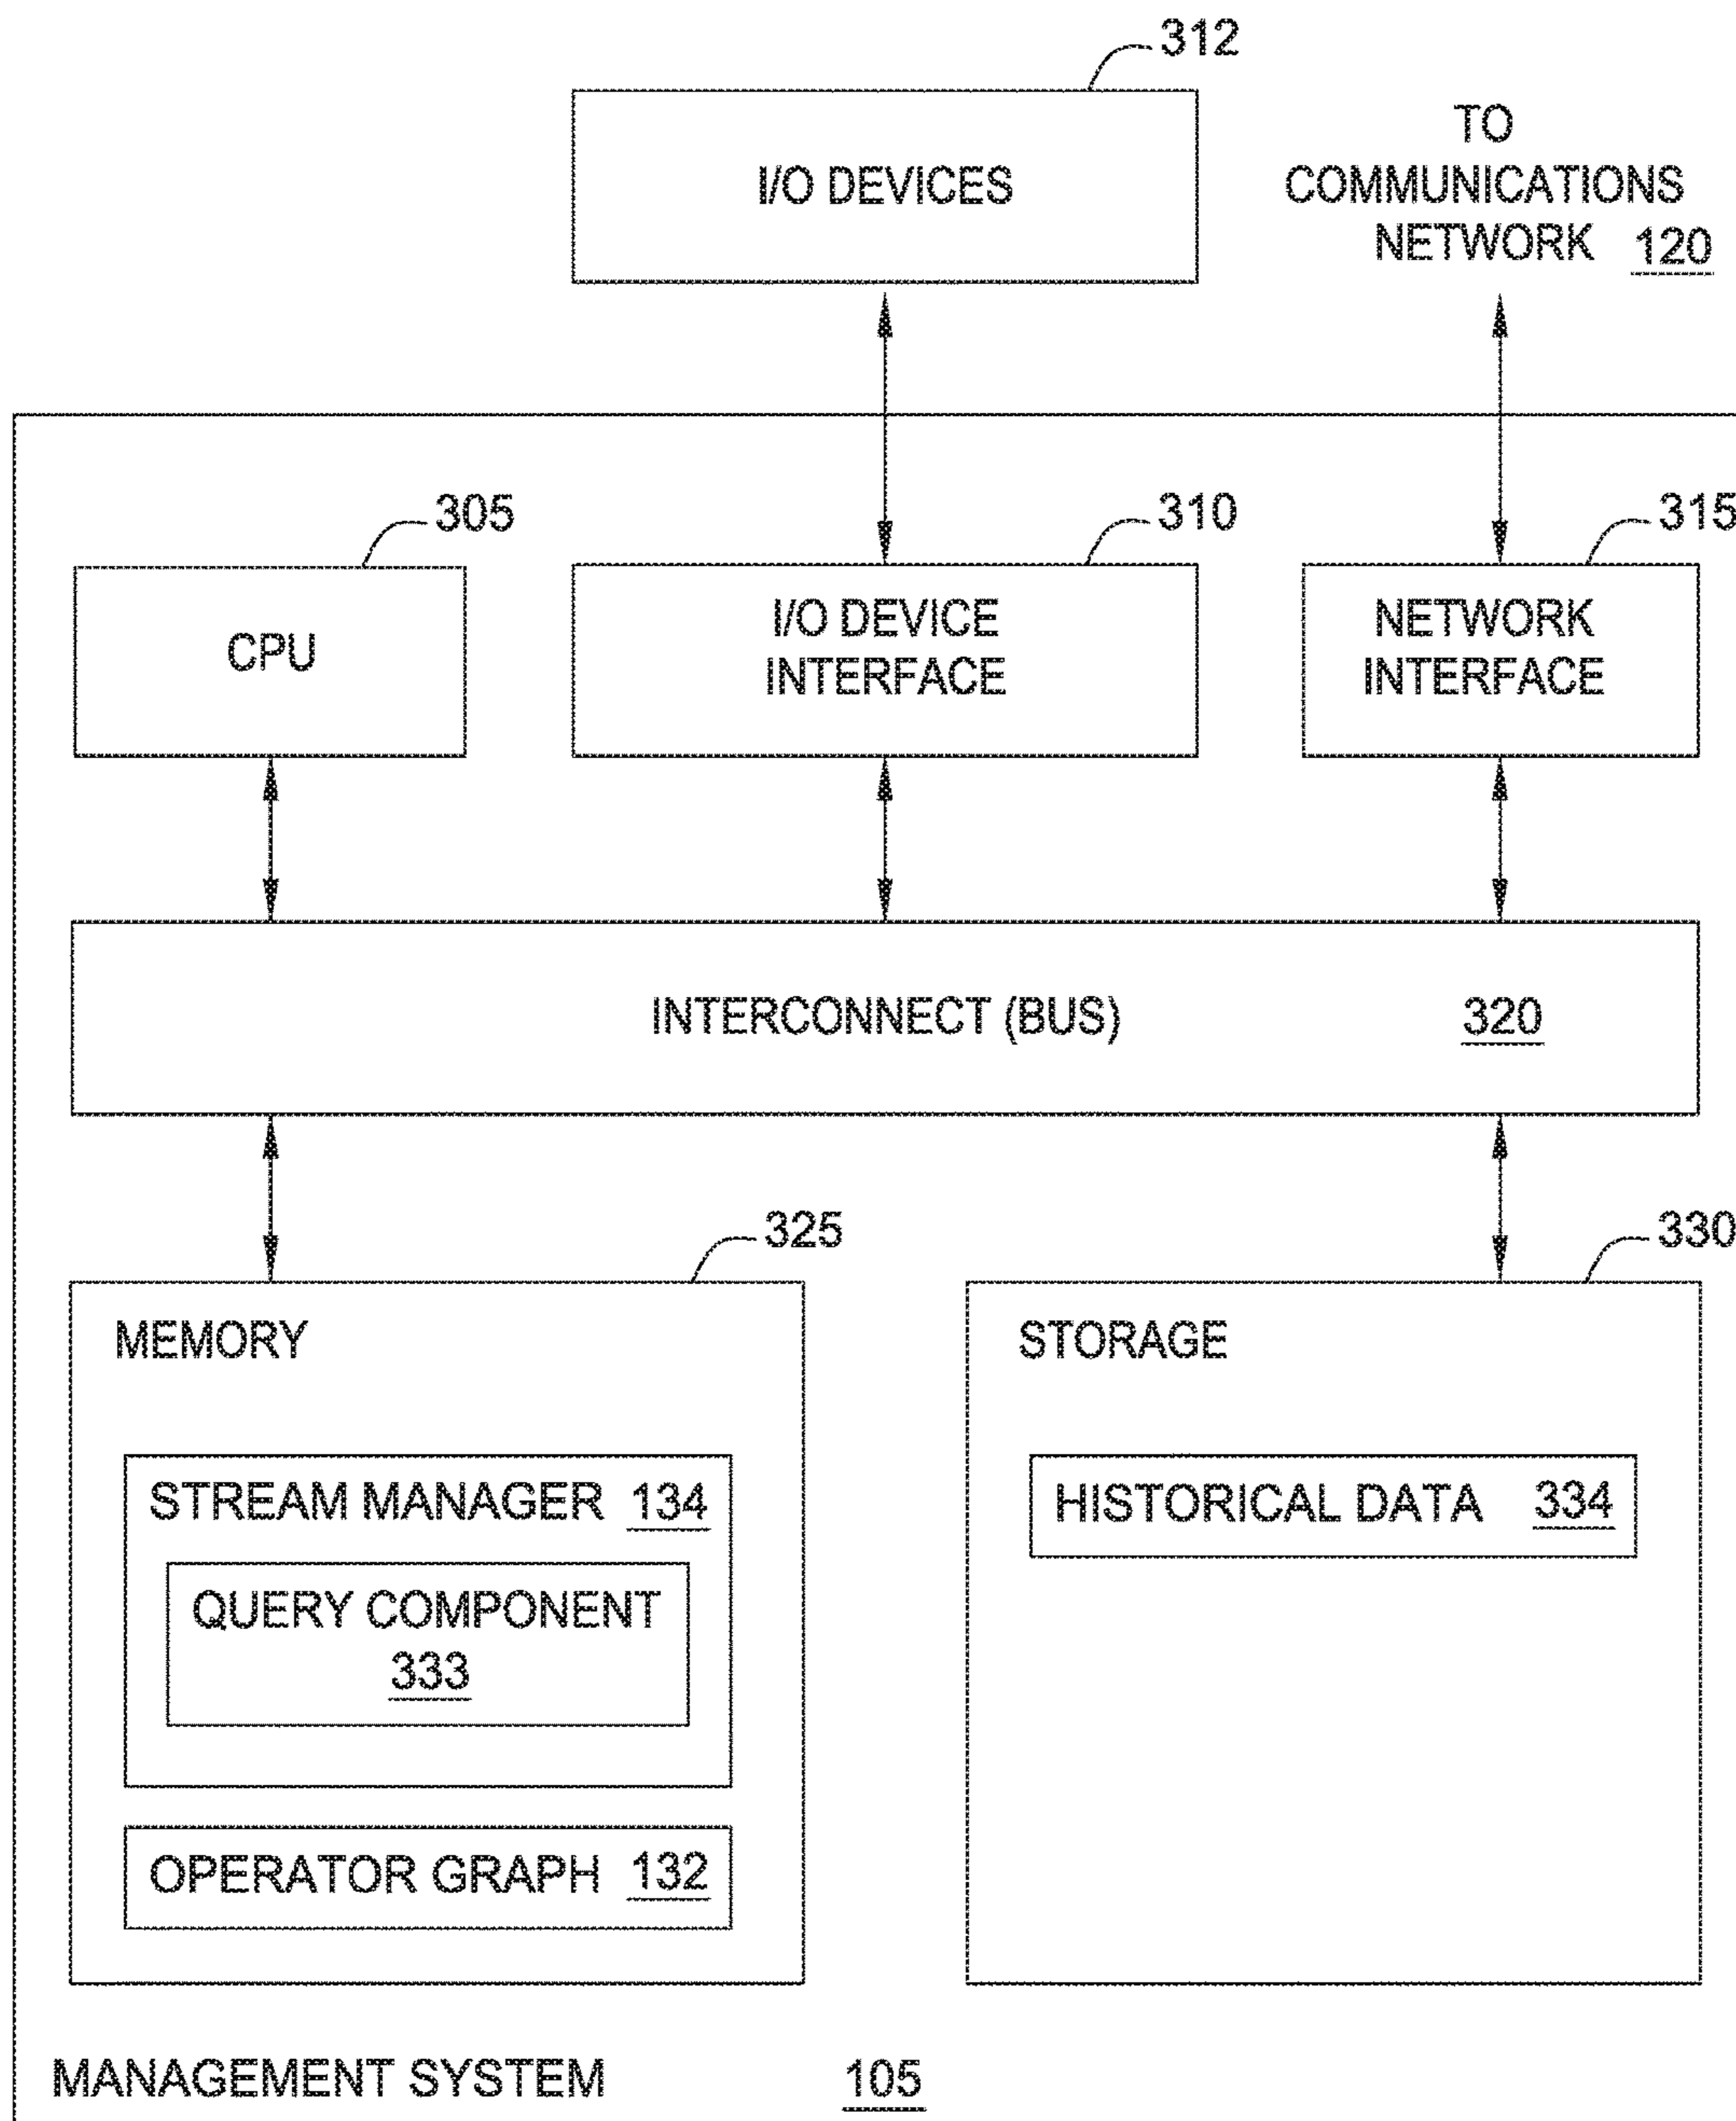 312
I/O DEVICES
TO
COMMUNICATIONS
NETWORK 120
305
310
315
CPU
I/O DEVICE
INTERFACE
NETWORK
INTERFACE
INTERCONNECT (BUS) 320
325
330
MEMORY
STORAGE
STREAM MANAGER 134
QUERY COMPONENT
333
OPERATOR GRAPH 132
HISTORICAL DATA 334
MANAGEMENT SYSTEM 105